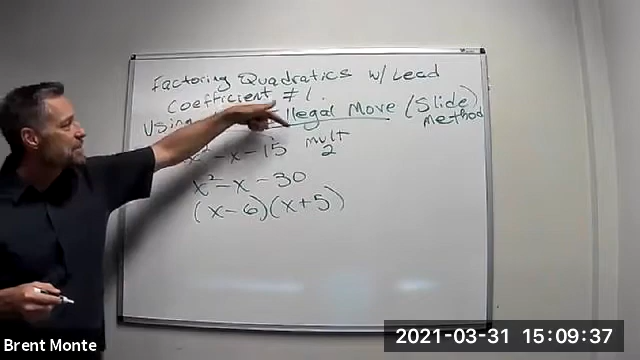 Factoring Quadratics w/ Lead
Coefficient ≠ 1.
Using Illegal Move (Slide)
method
x² - x - 15 mult
2
x² - x - 30
(x - 6)(x + 5)
Brent Monte
2021-03-31 15:09:37